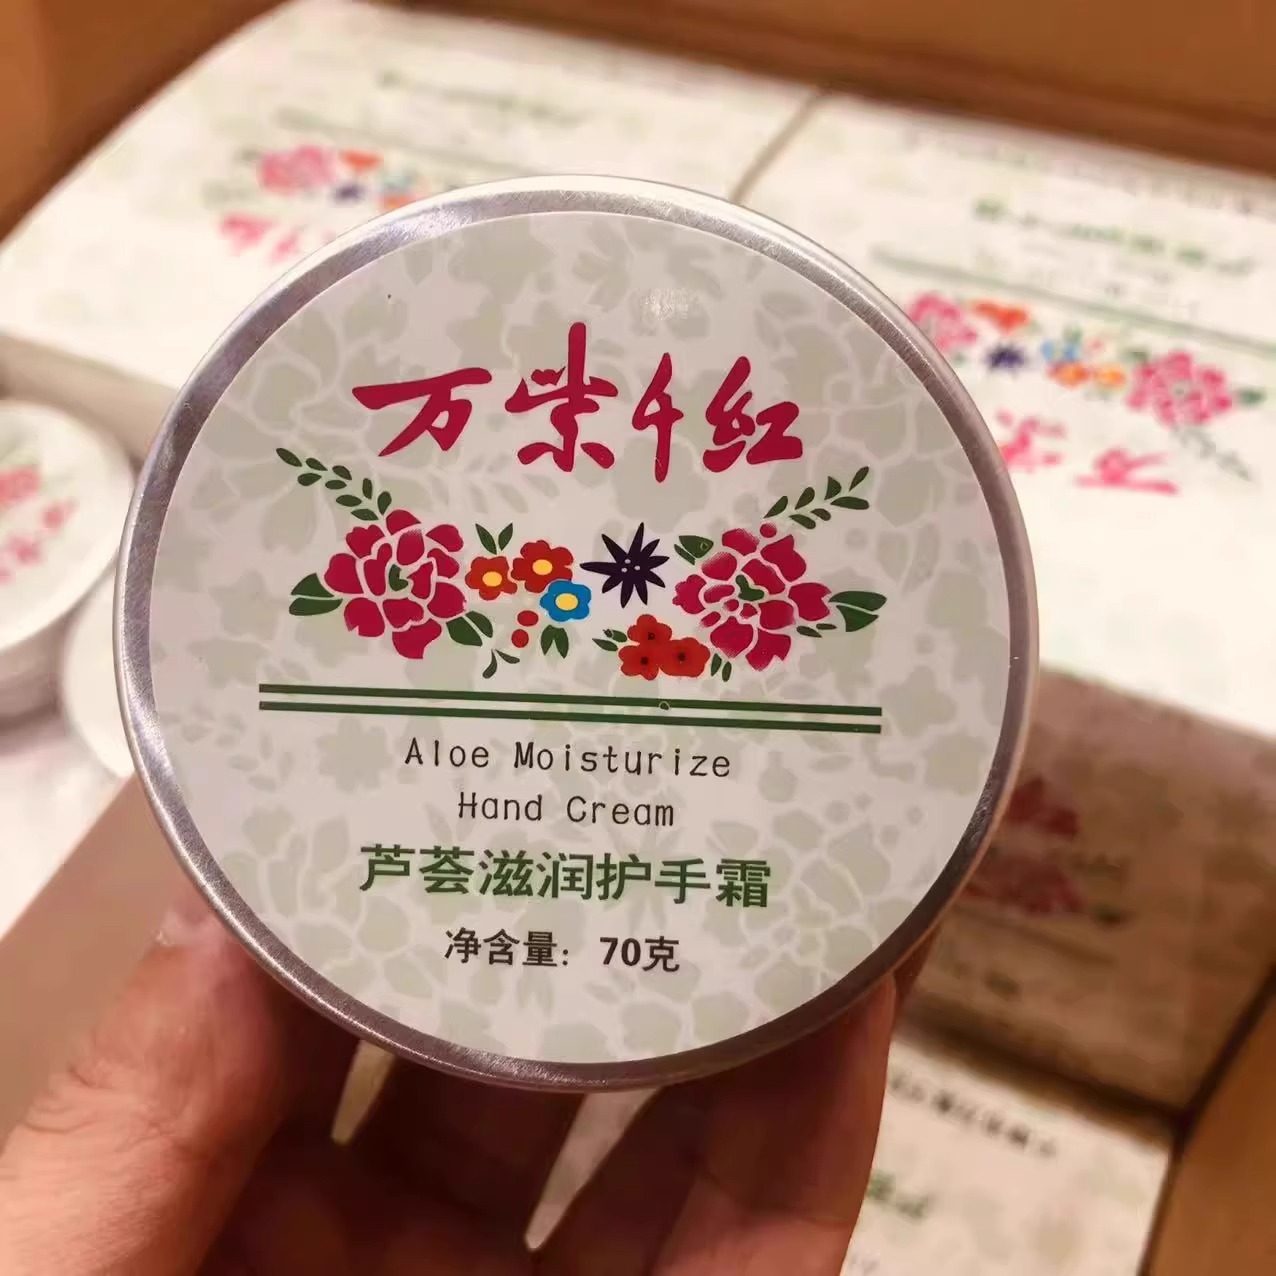 万紫千红
Aloe Moisturize
Hand Cream
芦荟滋润护手霜
净含量：70克